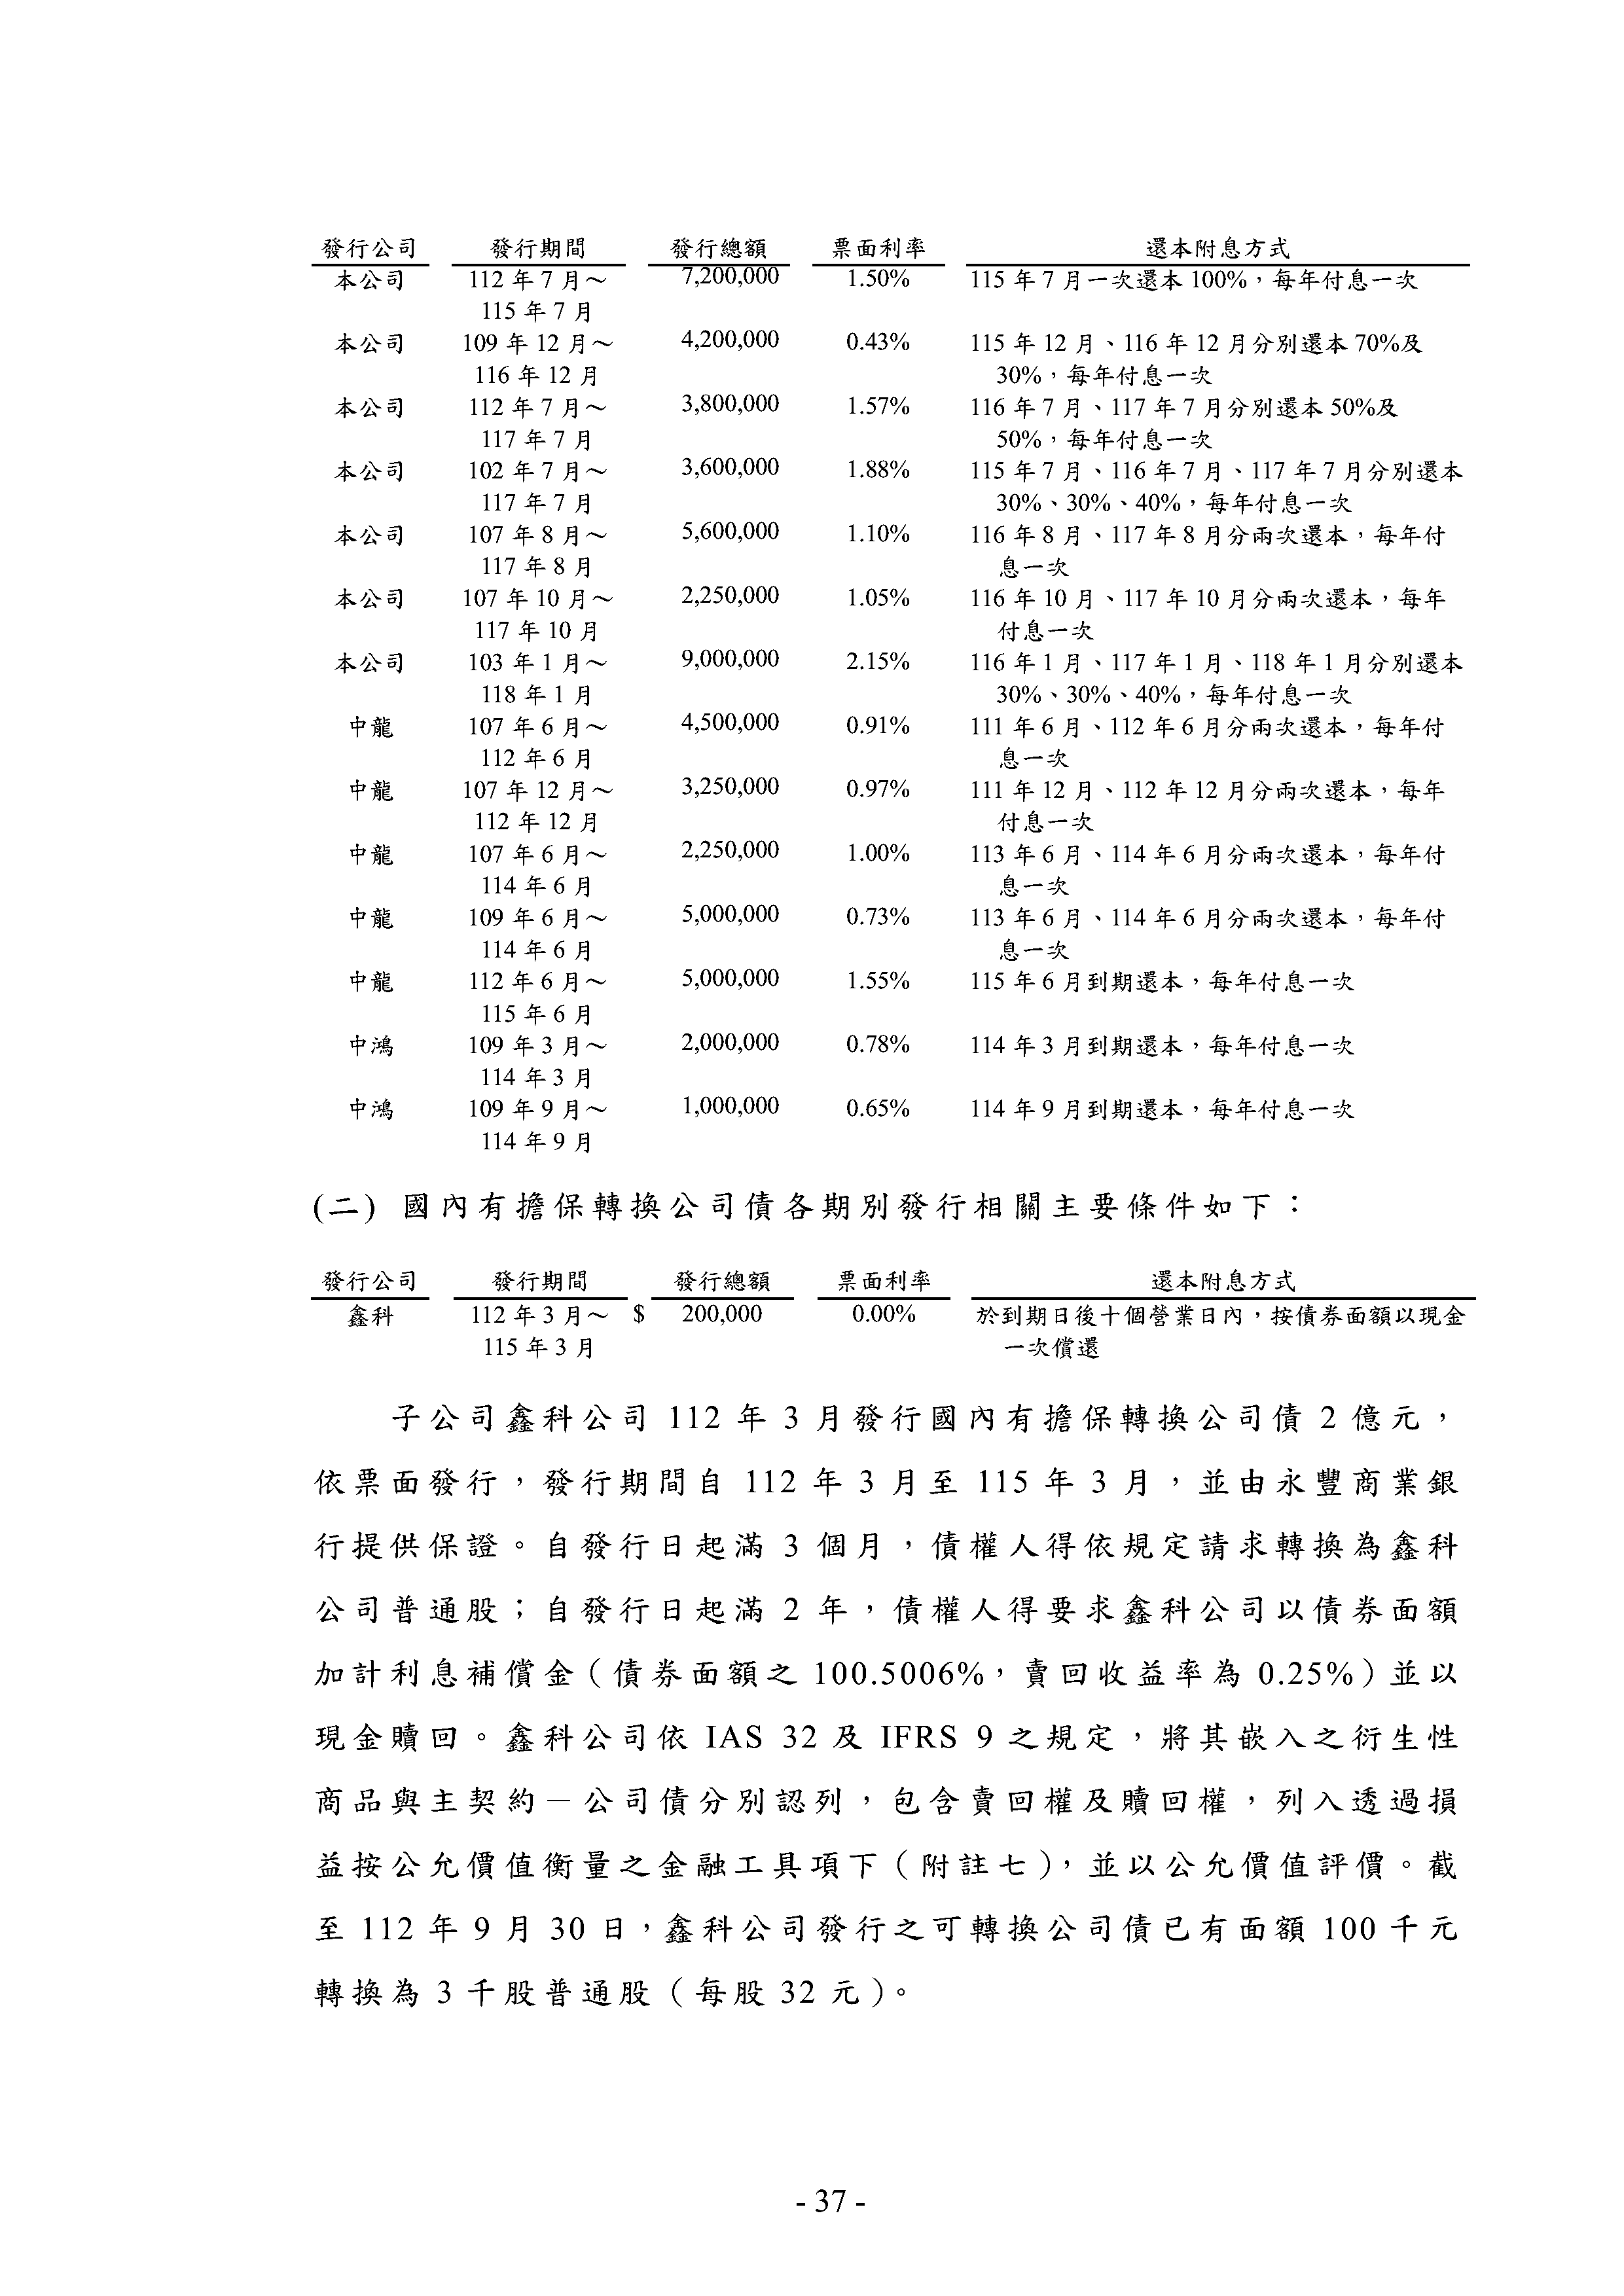 發行公司 發行期間 發行總額 票面利率 還本附息方式
本公司 112 年 7 月～ 7,200,000 1.50% 115 年 7 月一次還本 100%，每年付息一次
115 年 7 月
本公司 109 年 12 月～ 4,200,000 0.43% 115 年 12 月、116 年 12 月分別還本 70%及
116 年 12 月 30%，每年付息一次
本公司 112 年 7 月～ 3,800,000 1.57% 116 年 7 月、117 年 7 月分別還本 50%及
117 年 7 月 50%，每年付息一次
本公司 102 年 7 月～ 3,600,000 1.88% 115 年 7 月、116 年 7 月、117 年 7 月分別還本
117 年 7 月 30%、30%、40%，每年付息一次
本公司 107 年 8 月～ 5,600,000 1.10% 116 年 8 月、117 年 8 月分兩次還本，每年付
117 年 8 月 息一次
本公司 107 年 10 月～ 2,250,000 1.05% 116 年 10 月、117 年 10 月分兩次還本，每年
117 年 10 月 付息一次
本公司 103 年 1 月～ 9,000,000 2.15% 116 年 1 月、117 年 1 月、118 年 1 月分別還本
118 年 1 月 30%、30%、40%，每年付息一次
中龍 107 年 6 月～ 4,500,000 0.91% 111 年 6 月、112 年 6 月分兩次還本，每年付
112 年 6 月 息一次
中龍 107 年 12 月～ 3,250,000 0.97% 111 年 12 月、112 年 12 月分兩次還本，每年
112 年 12 月 付息一次
中龍 107 年 6 月～ 2,250,000 1.00% 113 年 6 月、114 年 6 月分兩次還本，每年付
114 年 6 月 息一次
中龍 109 年 6 月～ 5,000,000 0.73% 113 年 6 月、114 年 6 月分兩次還本，每年付
114 年 6 月 息一次
中龍 112 年 6 月～ 5,000,000 1.55% 115 年 6 月到期還本，每年付息一次
115 年 6 月
中鴻 109 年 3 月～ 2,000,000 0.78% 114 年 3 月到期還本，每年付息一次
114 年 3 月
中鴻 109 年 9 月～ 1,000,000 0.65% 114 年 9 月到期還本，每年付息一次
114 年 9 月
(二) 國內有擔保轉換公司債各期別發行相關主要條件如下：
發行公司 發行期間 發行總額 票面利率 還本附息方式
鑫科 112 年 3 月～ $ 200,000 0.00% 於到期日後十個營業日內，按債券面額以現金
115 年 3 月 一次償還
子公司鑫科公司 112 年 3 月發行國內有擔保轉換公司債 2 億元，
依票面發行，發行期間自 112 年 3 月至 115 年 3 月，並由永豐商業銀
行提供保證。自發行日起滿 3 個月，債權人得依規定請求轉換為鑫科
公司普通股；自發行日起滿 2 年，債權人得要求鑫科公司以債券面額
加計利息補償金（債券面額之 100.5006%，賣回收益率為 0.25%）並以
現金贖回。鑫科公司依 IAS 32 及 IFRS 9 之規定，將其嵌入之衍生性
商品與主契約－公司債分別認列，包含賣回權及贖回權，列入透過損
益按公允價值衡量之金融工具項下（附註七），並以公允價值評價。截
至 112 年 9 月 30 日，鑫科公司發行之可轉換公司債已有面額 100 千元
轉換為 3 千股普通股（每股 32 元）。
- 37 -